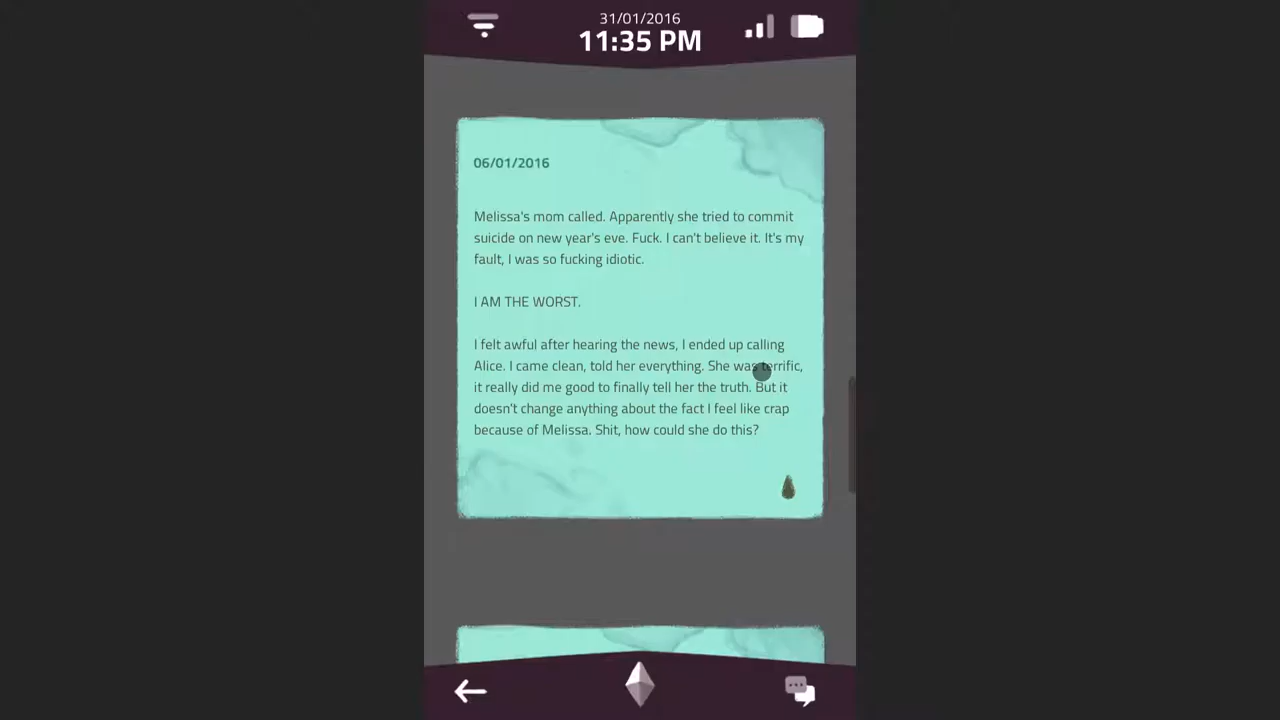 31/01/2016
11:35 PM
06/01/2016
Melissa's mom called. Apparently she tried to commit
suicide on new year's eve. Fuck. I can't believe it. It's my
fault, I was so fucking idiotic.
I AM THE WORST.
I felt awful after hearing the news, I ended up calling
Alice. I came clean, told her everything. She was terrific,
it really did me good to finally tell her the truth. But it
doesn't change anything about the fact I feel like crap
because of Melissa. Shit, how could she do this?